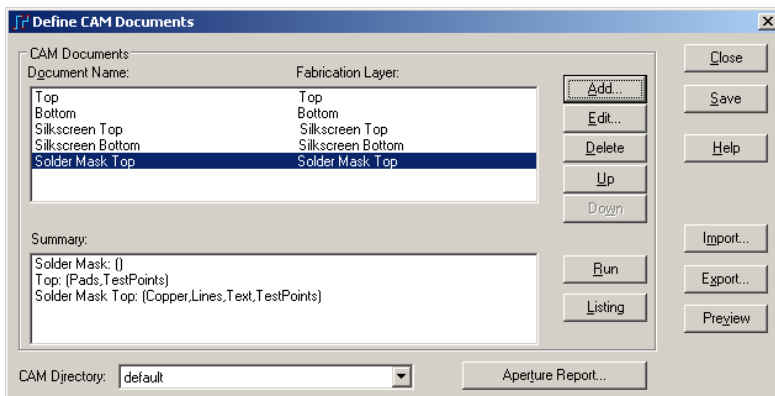 Define CAM Documents
CAM Documents
Document Name: Fabrication Layer:
Top Top
Bottom Bottom
Silkscreen Top Silkscreen Top
Silkscreen Bottom Silkscreen Bottom
Solder Mask Top Solder Mask Top
Add...
Edit...
Delete
Up
Down
Close
Save
Help
Summary:
Solder Mask: ()
Top: (Pads,TestPoints)
Solder Mask Top: (Copper,Lines,Text,TestPoints)
Run
Listing
Import...
Export...
Preview
CAM Directory: default
Aperture Report...